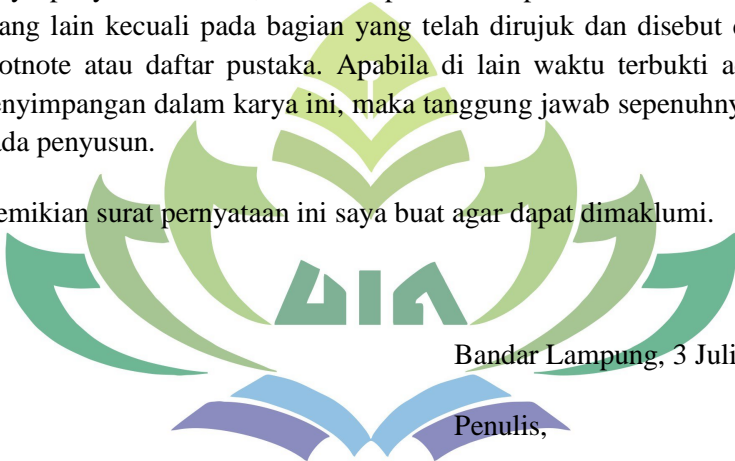 ang lain kecuali pada bagian yang telah dirujuk dan disebut
otnote atau daftar pustaka. Apabila di lain waktu terbukti
enyimpangan dalam karya ini, maka tanggung jawab sepenuhny
ada penyusun.
emikian surat pernyataan ini saya buat agar dapat dimaklumi.
UIN
Bandar Lampung, 3 Juli
Penulis,